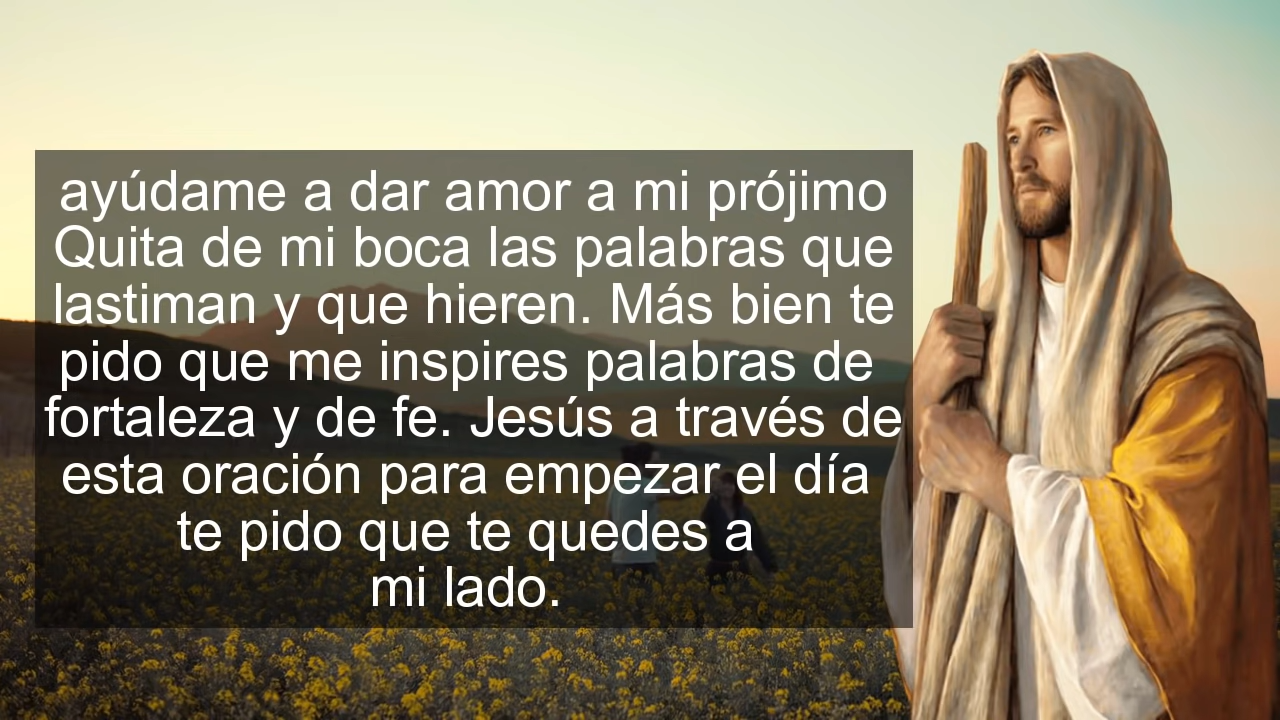 ayúdame a dar amor a mi prójimo
Quita de mi boca las palabras que
lastiman y que hieren. Más bien te
pido que me inspires palabras de
fortaleza y de fe. Jesús a través de
esta oración para empezar el día
te pido que te quedes a
mi lado.